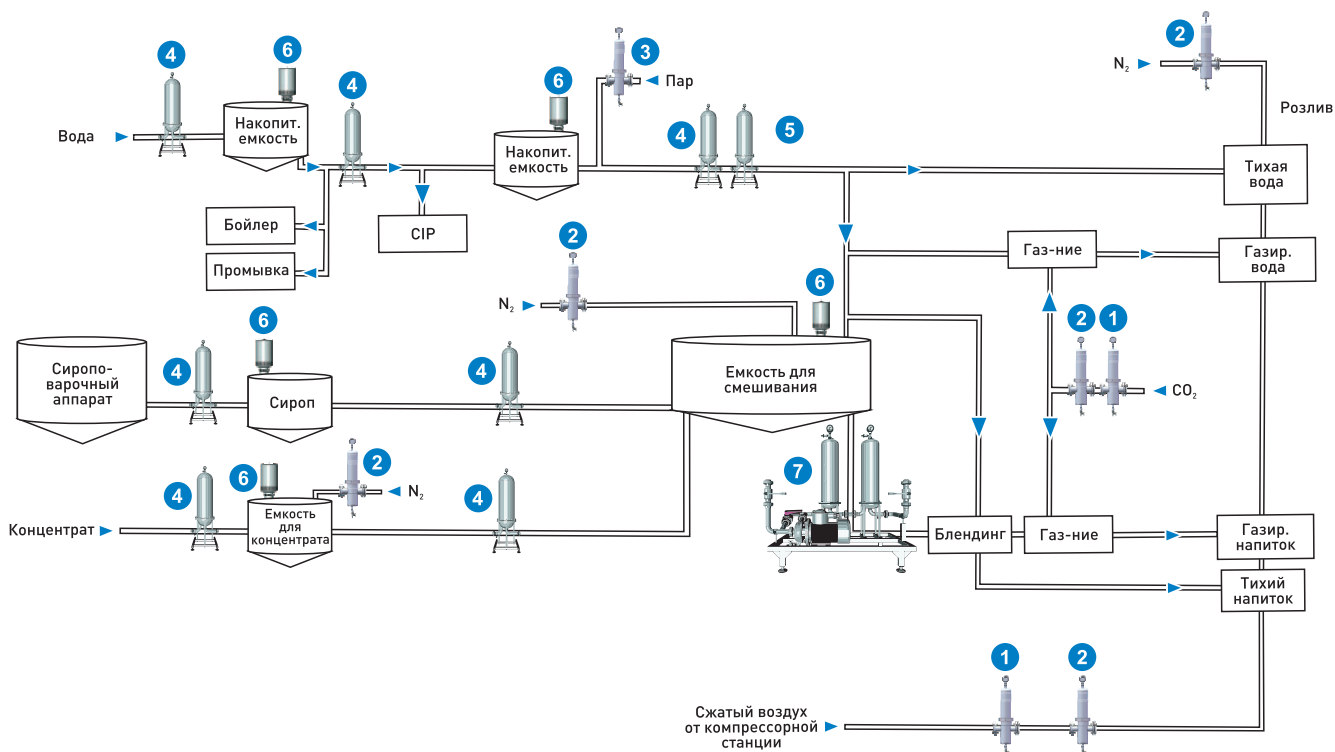 2
N₂
Розлив
4
6
Вода
Накопит.
емкость
4
6
3
Пар
Накопит.
емкость
4
5
Тихая
вода
Бойлер
CIP
Промывка
2
N₂
6
Газ-ние
Газир.
вода
2
1
CO₂
Сиропо-
варочный
аппарат
4
6
Сироп
4
Емкость для
смешивания
Концентрат
4
6
2
N₂
Емкость
для
концентрата
4
7
Блендинг
Газ-ние
Газир.
напиток
Тихий
напиток
1
2
Сжатый воздух
от компрессорной
станции